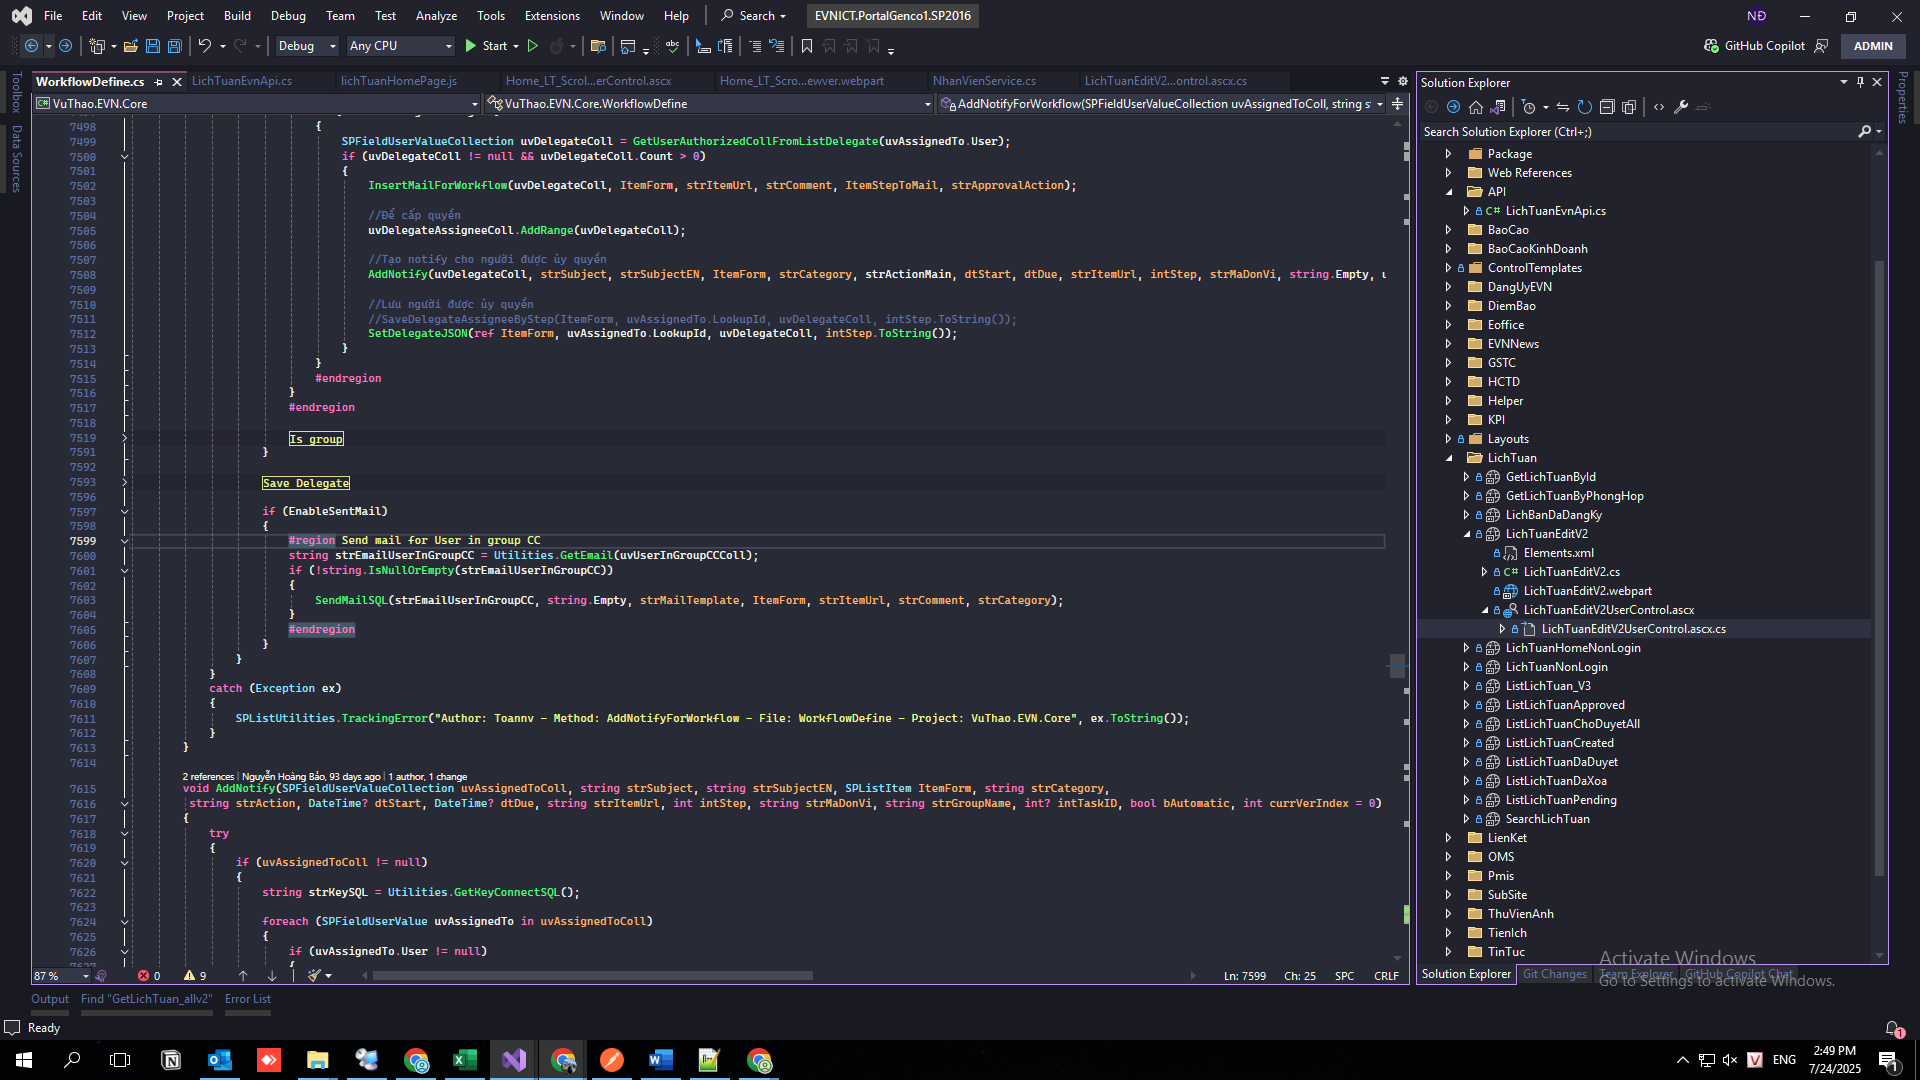 File Edit View Project Build Debug Team Test Analyze Tools Extensions Window Help Search EVNICT.PortalGenco1.SP2016 NĐ
Debug Any CPU Start GitHub Copilot ADMIN
Toolbox
Data Sources
WorkflowDefine.cs LichTuanEvnApi.cs lichTuanHomePage.js Home_LT_Scrol...erControl.ascx Home_LT_Scro...ewver.webpart NhanVienService.cs LichTuanEditV2...ontrol.ascx.cs
VuThao.EVN.Core VuThao.EVN.Core.WorkflowDefine AddNotifyForWorkflow(SPFieldUserValueCollection uvAssignedToColl, string s
7498 {
7499 SPFieldUserValueCollection uvDelegateColl = GetUserAuthorizedCollFromListDelegate(uvAssignedTo.User);
7500 if (uvDelegateColl != null && uvDelegateColl.Count > 0)
7501 {
7502 InsertMailForWorkflow(uvDelegateColl, ItemForm, strItemUrl, strComment, ItemStepToMail, strApprovalAction);
7503
7504 //Để cấp quyền
7505 uvDelegateAssigneeColl.AddRange(uvDelegateColl);
7506
7507 //Tạo notify cho người được ủy quyền
7508 AddNotify(uvDelegateColl, strSubject, strSubjectEN, ItemForm, strCategory, strActionMain, dtStart, dtDue, strItemUrl, intStep, strMaDonVi, string.Empty, u
7509
7510 //Lưu người được ủy quyền
7511 //SaveDelegateAssigneeByStep(ItemForm, uvAssignedTo.LookupId, uvDelegateColl, intStep.ToString());
7512 SetDelegateJSON(ref ItemForm, uvAssignedTo.LookupId, uvDelegateColl, intStep.ToString());
7513 }
7514 }
7515 #endregion
7516 }
7517 #endregion
7518
7519 Is group
7591 }
7592
7593 Save Delegate
7596
7597 if (EnableSentMail)
7598 {
7599 #region Send mail for User in group CC
7600 string strEmailUserInGroupCC = Utilities.GetEmail(uvUserInGroupCCColl);
7601 if (!string.IsNullOrEmpty(strEmailUserInGroupCC))
7602 {
7603 SendMailSQL(strEmailUserInGroupCC, string.Empty, strMailTemplate, ItemForm, strItemUrl, strComment, strCategory);
7604 }
7605 #endregion
7606 }
7607 }
7608 }
7609 catch (Exception ex)
7610 {
7611 SPListUtilities.TrackingError("Author: Toannv - Method: AddNotifyForWorkflow - File: WorkflowDefine - Project: VuThao.EVN.Core", ex.ToString());
7612 }
7613 }
7614
2 references | Nguyễn Hoàng Bảo, 93 days ago | 1 author, 1 change
7615 void AddNotify(SPFieldUserValueCollection uvAssignedToColl, string strSubject, string strSubjectEN, SPListItem ItemForm, string strCategory,
7616 string strAction, DateTime? dtStart, DateTime? dtDue, string strItemUrl, int intStep, string strMaDonVi, string strGroupName, int? intTaskID, bool bAutomatic, int currVerIndex = 0)
7617 {
7618 try
7619 {
7620 if (uvAssignedToColl != null)
7621 {
7622 string strKeySQL = Utilities.GetKeyConnectSQL();
7623
7624 foreach (SPFieldUserValue uvAssignedTo in uvAssignedToColl)
7625 {
7626 if (uvAssignedTo.User != null)
87 % 0 9 Ln: 7599 Ch: 25 SPC CRLF
Output Find "GetLichTuan_allv2" Error List
Ready
Solution Explorer
Search Solution Explorer (Ctrl+;)
Package
Web References
API
C# LichTuanEvnApi.cs
BaoCao
BaoCaoKinhDoanh
ControlTemplates
DangUyEVN
DiemBao
Eoffice
EVNNews
GSTC
HCTD
Helper
KPI
Layouts
LichTuan
GetLichTuanById
GetLichTuanByPhongHop
LichBanDaDangKy
LichTuanEditV2
Elements.xml
C# LichTuanEditV2.cs
LichTuanEditV2.webpart
LichTuanEditV2UserControl.ascx
LichTuanEditV2UserControl.ascx.cs
LichTuanHomeNonLogin
LichTuanNonLogin
ListLichTuan_V3
ListLichTuanApproved
ListLichTuanChoDuyetAll
ListLichTuanCreated
ListLichTuanDaDuyet
ListLichTuanDaXoa
ListLichTuanPending
SearchLichTuan
LienKet
OMS
Pmis
SubSite
ThuVienAnh
TienIch
TinTuc
Solution Explorer Git Changes Team Explorer GitHub Copilot Chat
Activate Windows
Go to Settings to activate Windows.
Properties
1
ENG
2:49 PM
7/24/2025
1